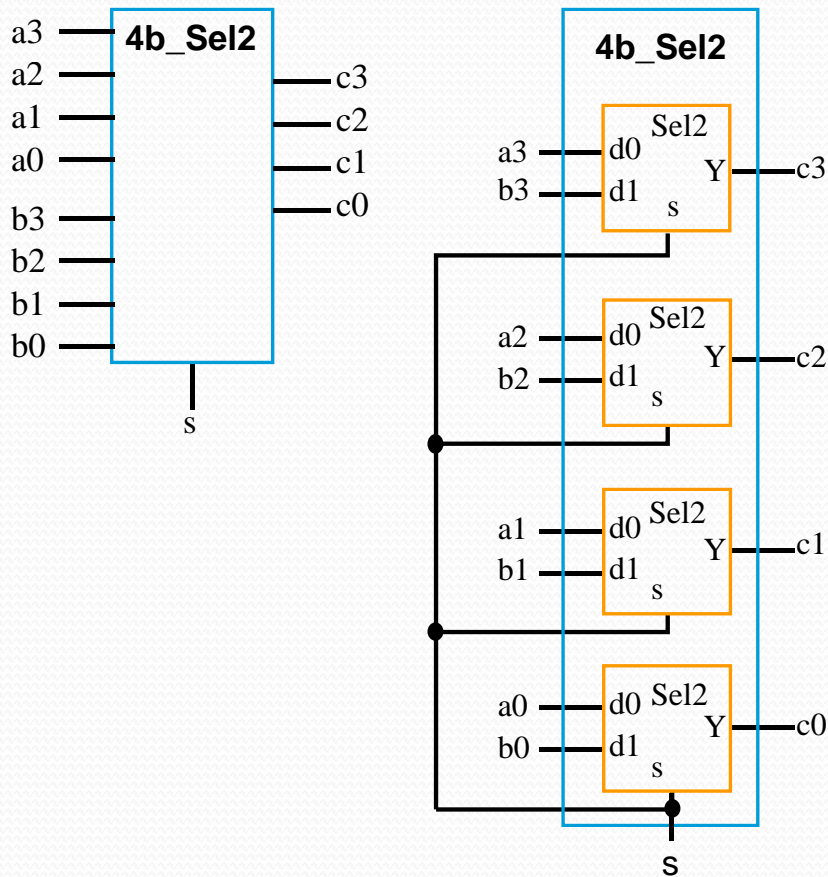 4b_Sel2
a3
a2
a1
a0
b3
b2
b1
b0
c3
c2
c1
c0
s
4b_Sel2
Sel2
a3 d0
Y c3
b3 d1
s
Sel2
a2 d0
Y c2
b2 d1
s
Sel2
a1 d0
Y c1
b1 d1
s
Sel2
a0 d0
Y c0
b0 d1
s
s